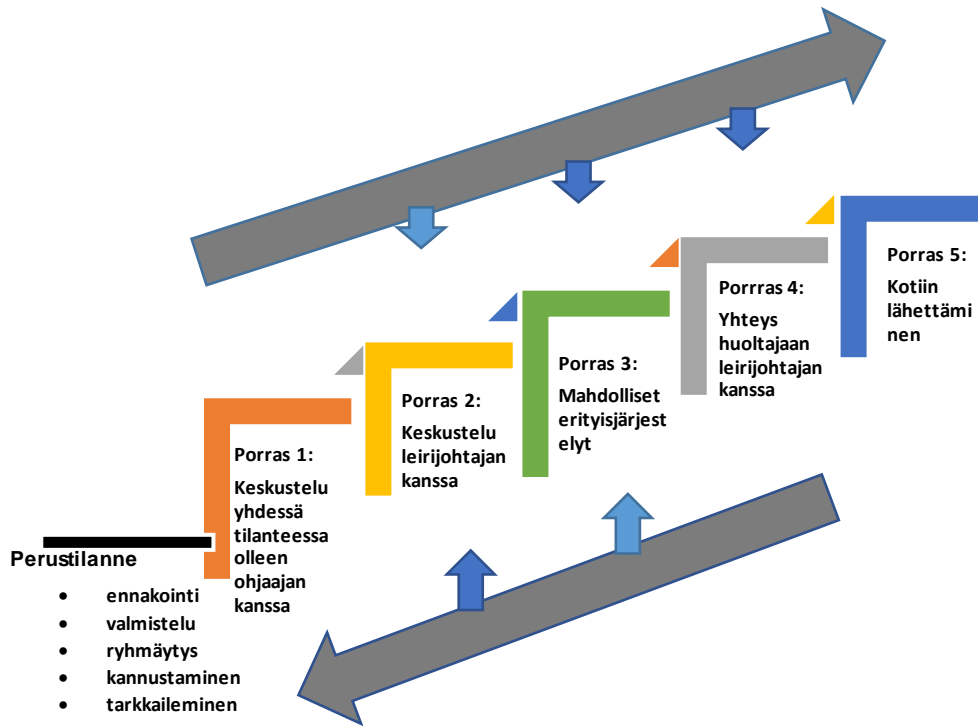 Perustilanne
• ennakointi
• valmistelu
• ryhmäytys
• kannustaminen
• tarkkaileminen
Porras 1:
Keskustelu
yhdessä
tilanteessa
olleen
ohjaajan
kanssa
Porras 2:
Keskustelu
leirijohtajan
kanssa
Porras 3:
Mahdolliset
erityisjärjest
elyt
Porrras 4:
Yhteys
huoltajaan
leirijohtajan
kanssa
Porras 5:
Kotiin
lähettämi
nen